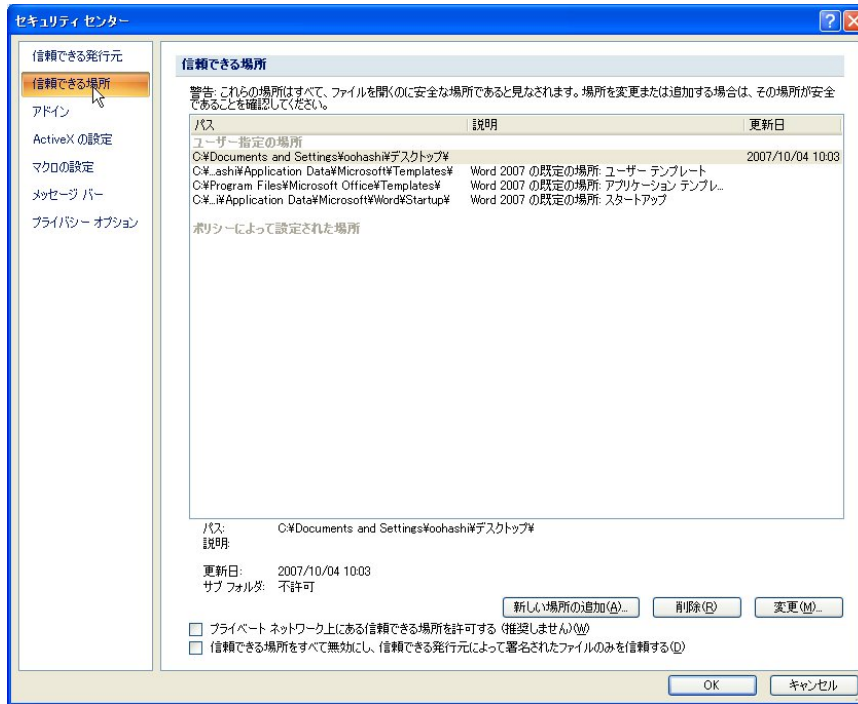 セキュリティ センター
信頼できる発行元
信頼できる場所
アドイン
ActiveX の設定
マクロの設定
メッセージ バー
プライバシー オプション
信頼できる場所
警告: これらの場所はすべて、ファイルを開くのに安全な場所であると見なされます。場所を変更または追加する場合は、その場所が安全
であることを確認してください。
パス 説明 更新日
ユーザー指定の場所
C:¥Documents and Settings¥oohashi¥デスクトップ¥ 2007/10/04 10:03
C:¥...ashi¥Application Data¥Microsoft¥Templates¥ Word 2007 の既定の場所: ユーザー テンプレート
C:¥Program Files¥Microsoft Office¥Templates¥ Word 2007 の既定の場所: アプリケーション テンプレ...
C:¥...i¥Application Data¥Microsoft¥Word¥Startup¥ Word 2007 の既定の場所: スタートアップ
ポリシーによって設定された場所
パス: C:¥Documents and Settings¥oohashi¥デスクトップ¥
説明:
更新日: 2007/10/04 10:03
サブ フォルダ: 不許可
新しい場所の追加(A)... 削除(R) 変更(M)...
プライベート ネットワーク上にある信頼できる場所を許可する (推奨しません)(W)
信頼できる場所をすべて無効にし、信頼できる発行元によって署名されたファイルのみを信頼する(D)
OK キャンセル